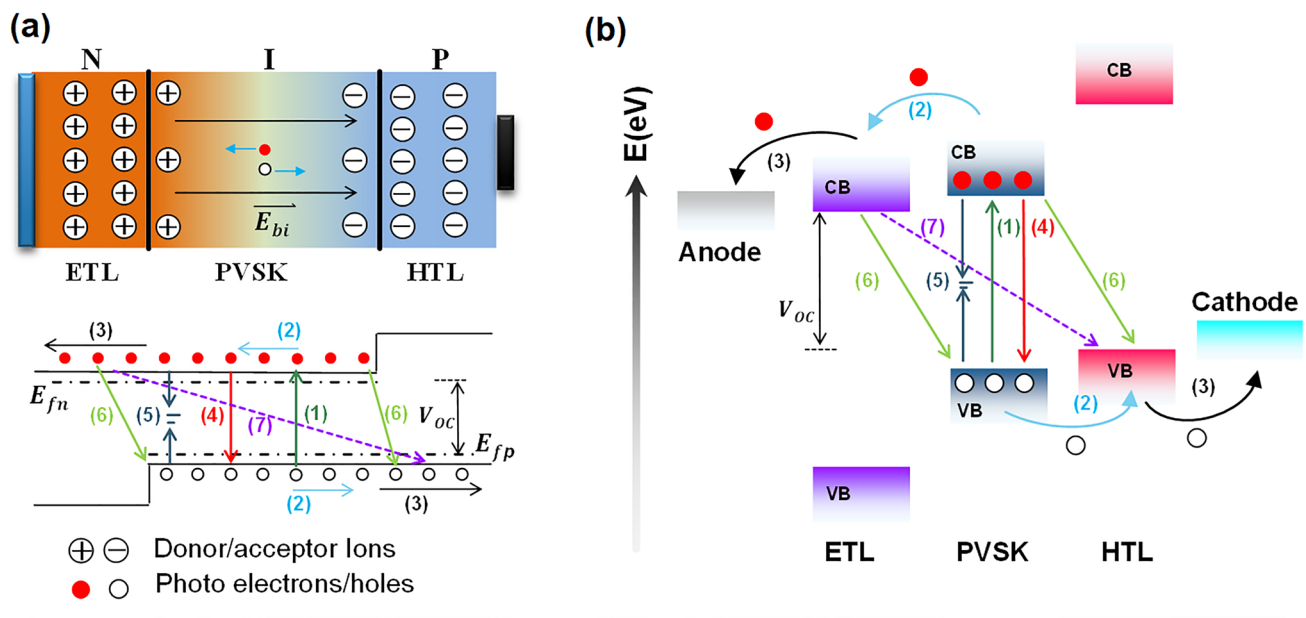 (a)
N I P
E_bi
ETL PVSK HTL
(3) (2)
E_fn
(6) (5) (4) (7) (1) (6) V_OC
E_fp
(2) (3)
Donor/acceptor Ions
Photo electrons/holes
(b)
E(eV)
CB
(2)
(3)
CB
CB
Anode
(7) (1) (4)
(6) (5) (6)
V_OC
Cathode
VB
VB
(2) (3)
VB
ETL PVSK HTL